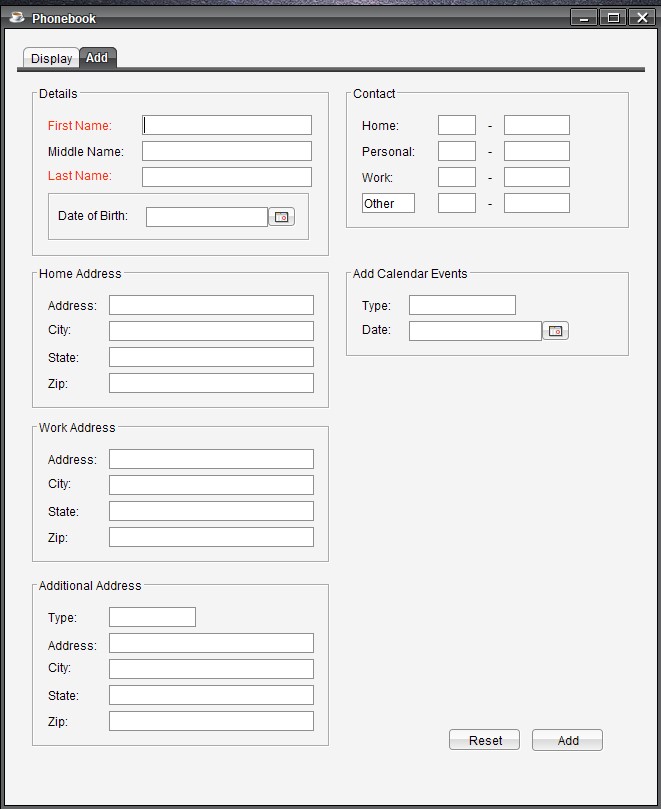 Phonebook
Display Add
Details
First Name:
Middle Name:
Last Name:
Date of Birth:
Contact
Home: -
Personal: -
Work: -
Other -
Home Address
Address:
City:
State:
Zip:
Add Calendar Events
Type:
Date:
Work Address
Address:
City:
State:
Zip:
Additional Address
Type:
Address:
City:
State:
Zip:
Reset Add